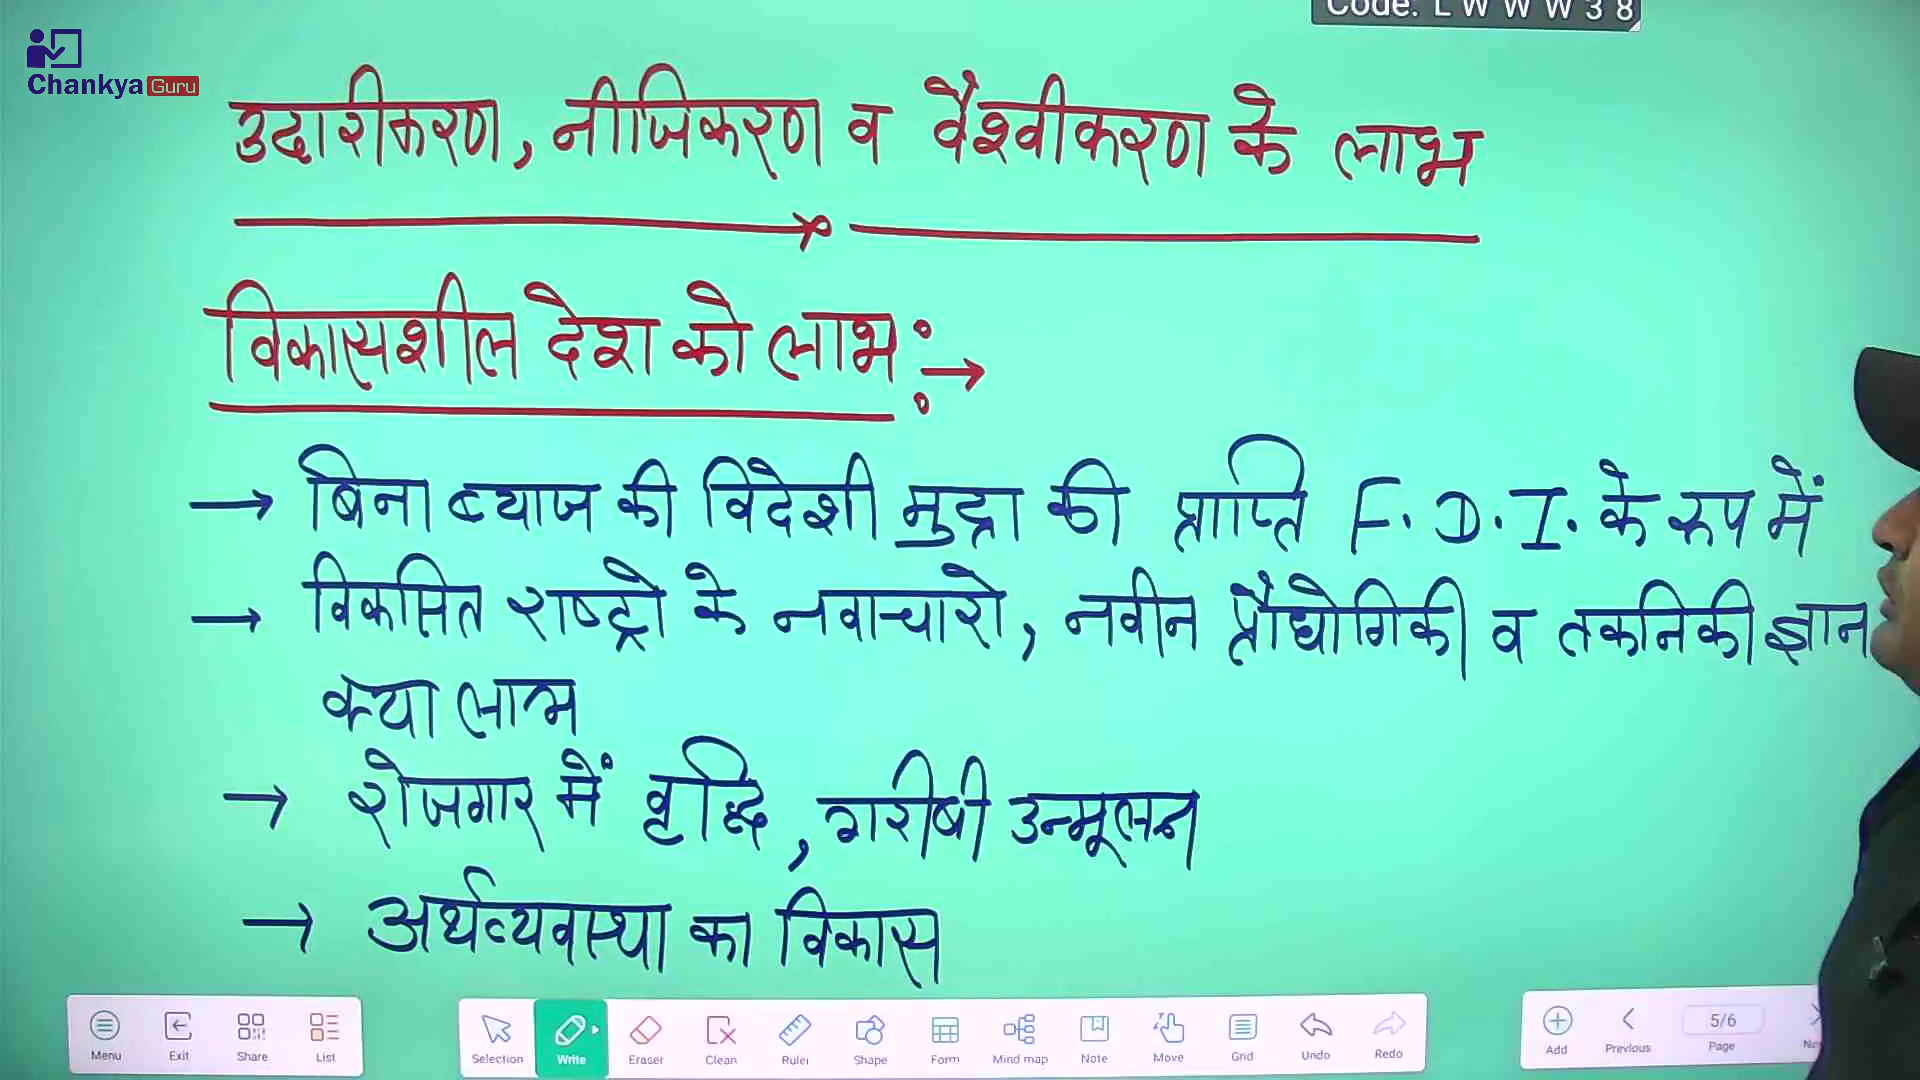 Code: L W W W 3 8
Chankya Guru
उदारीकरण, नीजिकरण व वैश्वीकरण के लाभ
विकासशील देश को लाभ :→
→ बिना ब्याज की विदेशी मुद्रा की प्राप्ति F.D.I. के रूप में
→ विकसित राष्ट्रो के नवाचारो, नवीन प्रौद्योगिकी व तकनिकी ज्ञान
क्या लाभ
→ रोजगार में वृद्धि, गरीबी उन्मूलन
→ अर्थव्यवस्था का विकास
Menu Exit Share List Selection Write Eraser Clean Ruler Shape Form Mind map Note Move Grid Undo Redo Add Previous 5/6 Page